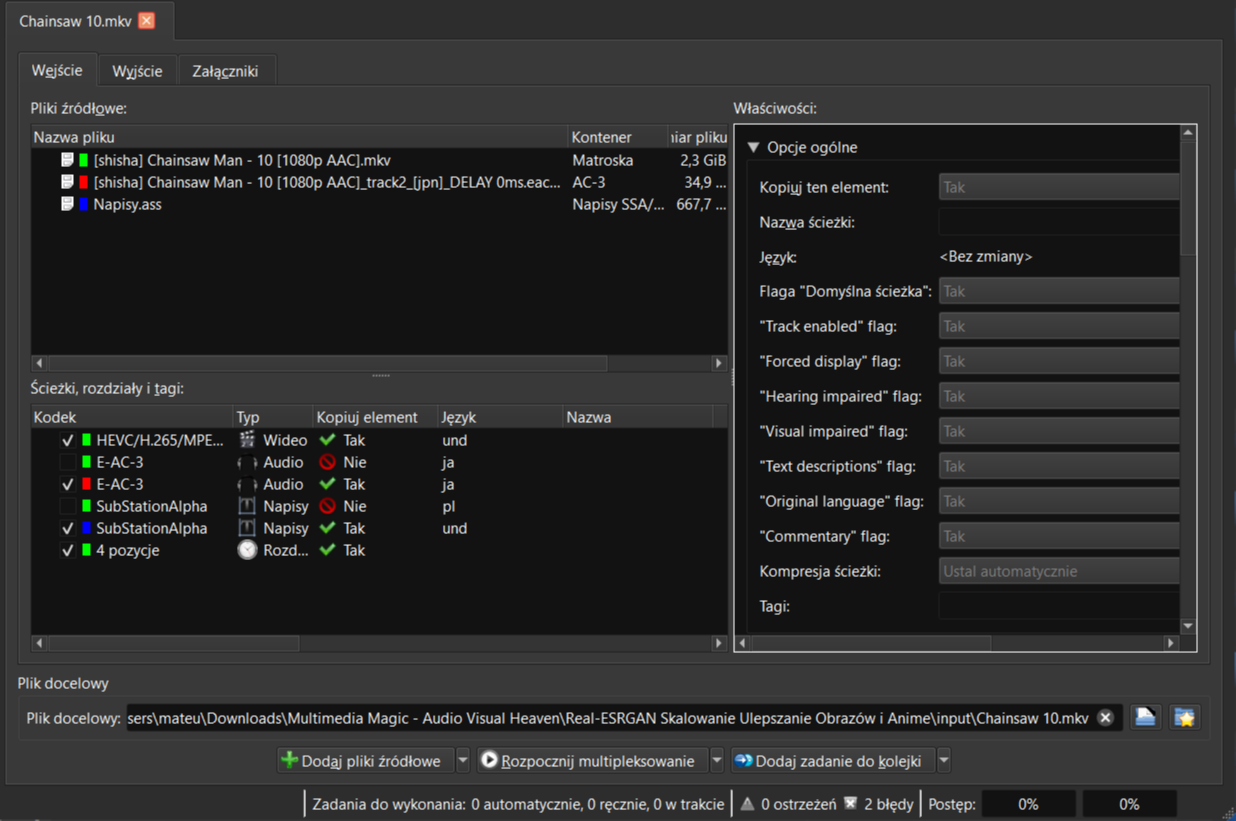 Chainsaw 10.mkv
Wejście Wyjście Załączniki
Pliki źródłowe:
Nazwa pliku Kontener iar pliku
[shisha] Chainsaw Man - 10 [1080p AAC].mkv Matroska 2,3 GiB
[shisha] Chainsaw Man - 10 [1080p AAC]_track2_[jpn]_DELAY 0ms.eac... AC-3 34,9 ...
Napisy.ass Napisy SSA/... 667,7 ...
Ścieżki, rozdziały i tagi:
Kodek Typ Kopiuj element Język Nazwa
HEVC/H.265/MPE... Wideo Tak und
E-AC-3 Audio Nie ja
E-AC-3 Audio Tak ja
SubStationAlpha Napisy Nie pl
SubStationAlpha Napisy Tak und
4 pozycje Rozd... Tak
Właściwości:
Opcje ogólne
Kopiuj ten element: Tak
Nazwa ścieżki:
Język: <Bez zmiany>
Flaga "Domyślna ścieżka": Tak
"Track enabled" flag: Tak
"Forced display" flag: Tak
"Hearing impaired" flag: Tak
"Visual impaired" flag: Tak
"Text descriptions" flag: Tak
"Original language" flag: Tak
"Commentary" flag: Tak
Kompresja ścieżki: Ustal automatycznie
Tagi:
Plik docelowy
Plik docelowy: sers\mateu\Downloads\Multimedia Magic - Audio Visual Heaven\Real-ESRGAN Skalowanie Ulepszanie Obrazów i Anime\input\Chainsaw 10.mkv
Dodaj pliki źródłowe Rozpocznij multipleksowanie Dodaj zadanie do kolejki
Zadania do wykonania: 0 automatycznie, 0 ręcznie, 0 w trakcie 0 ostrzeżeń 2 błędy Postęp: 0% 0%